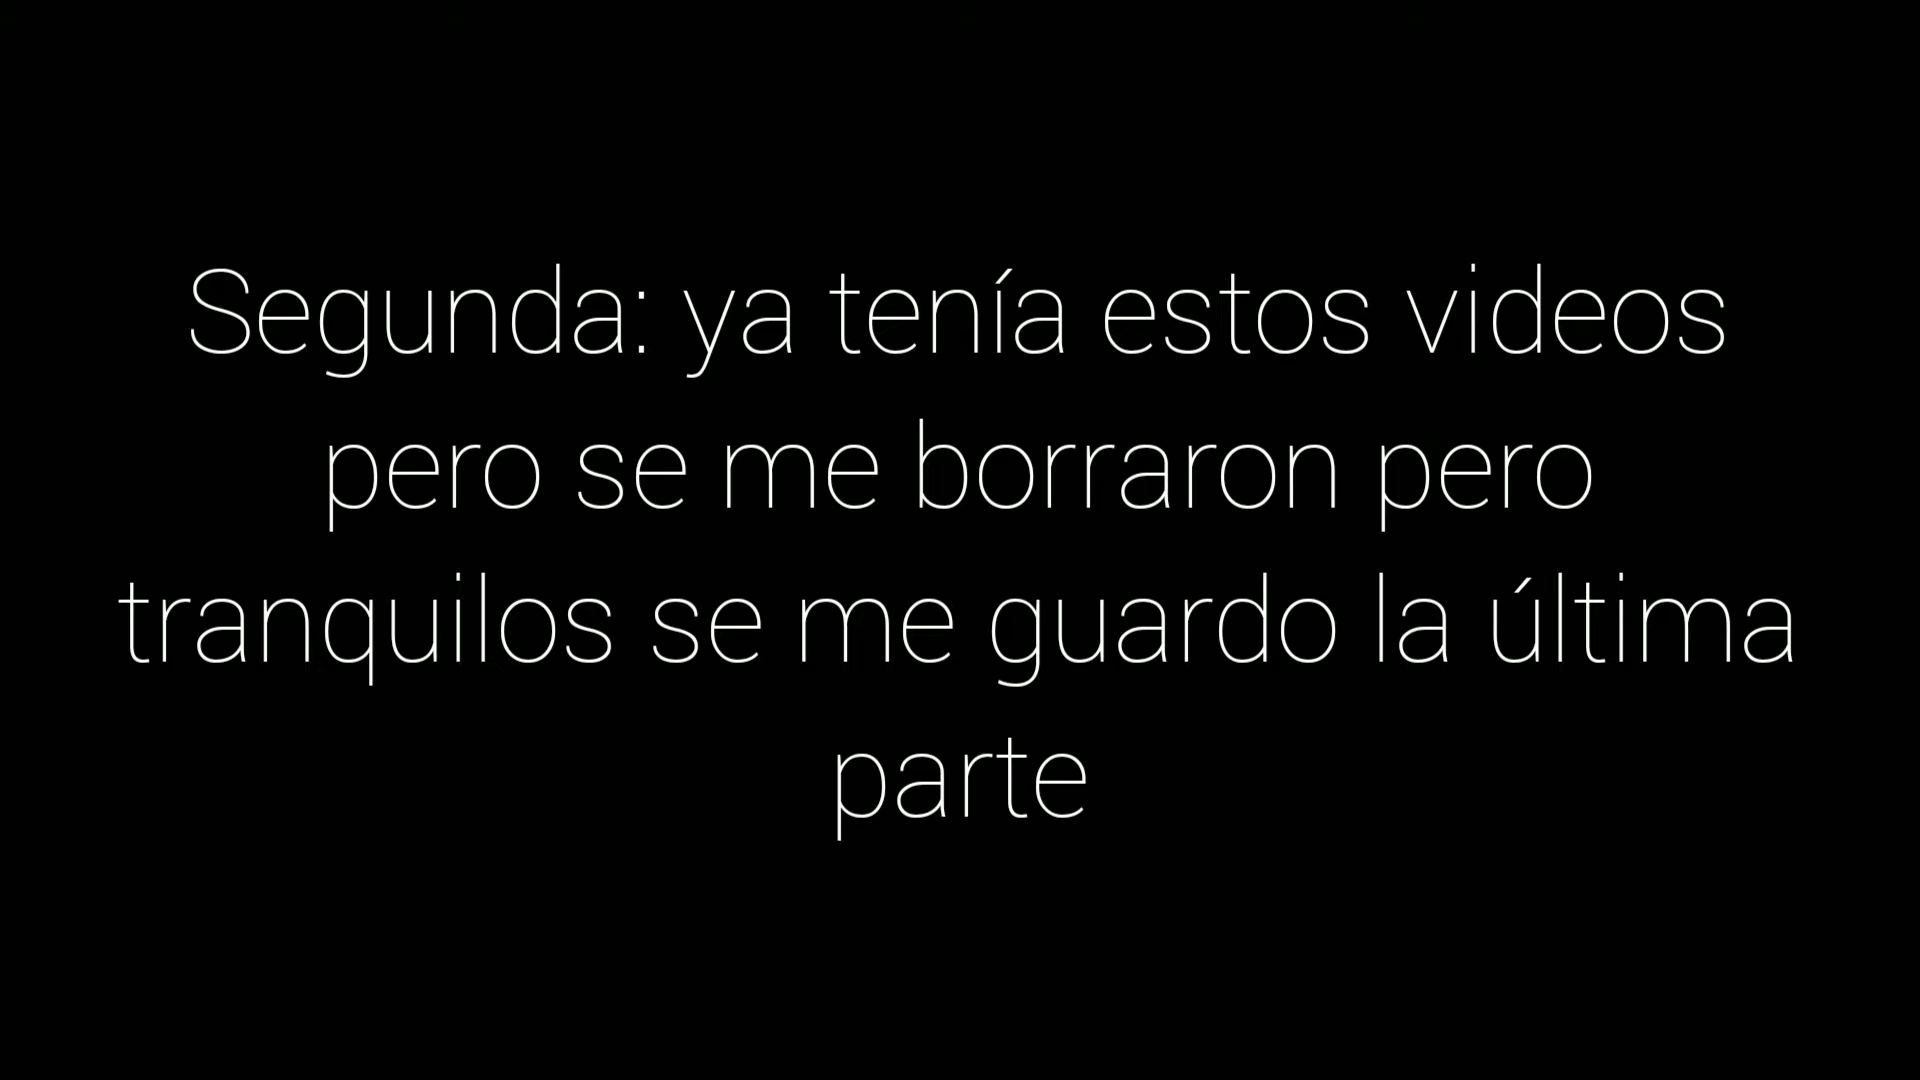 Segunda: ya tenía estos videos
pero se me borraron pero
tranquilos se me guardo la última
parte